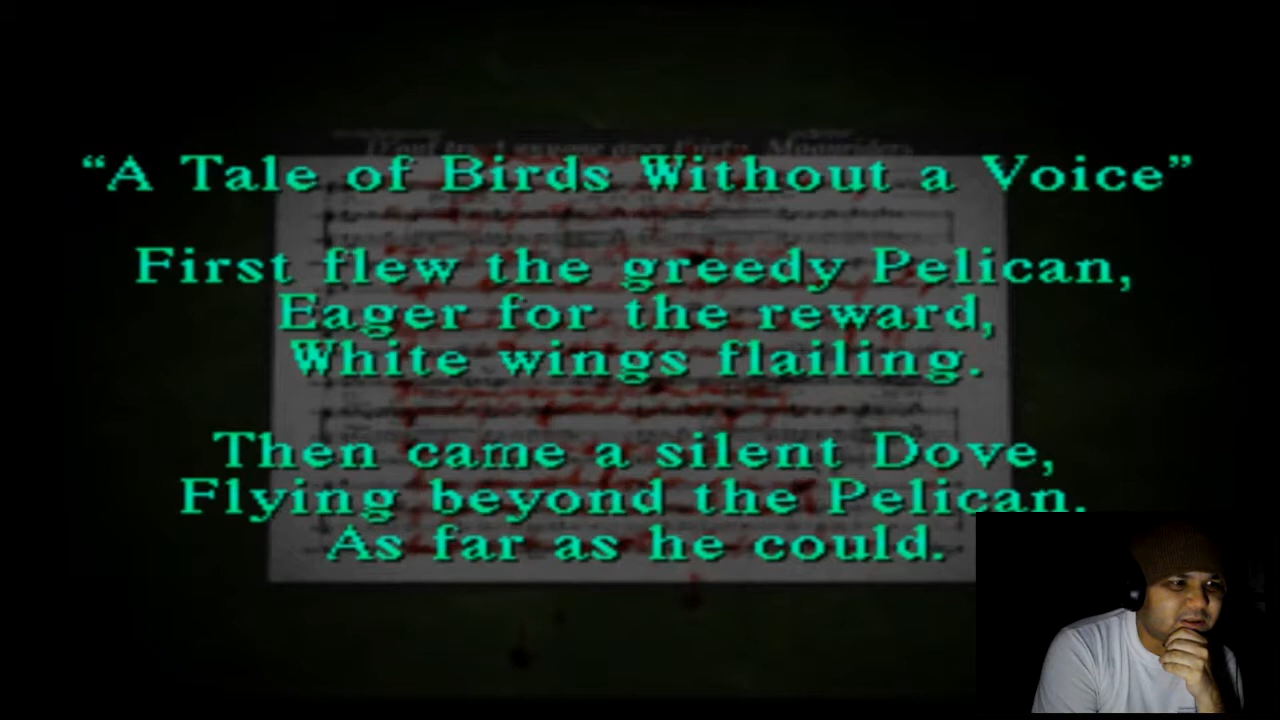 “A Tale of Birds Without a Voice”
First flew the greedy Pelican,
Eager for the reward,
White wings flailing.
Then came a silent Dove,
Flying beyond the Pelican,
As far as he could.